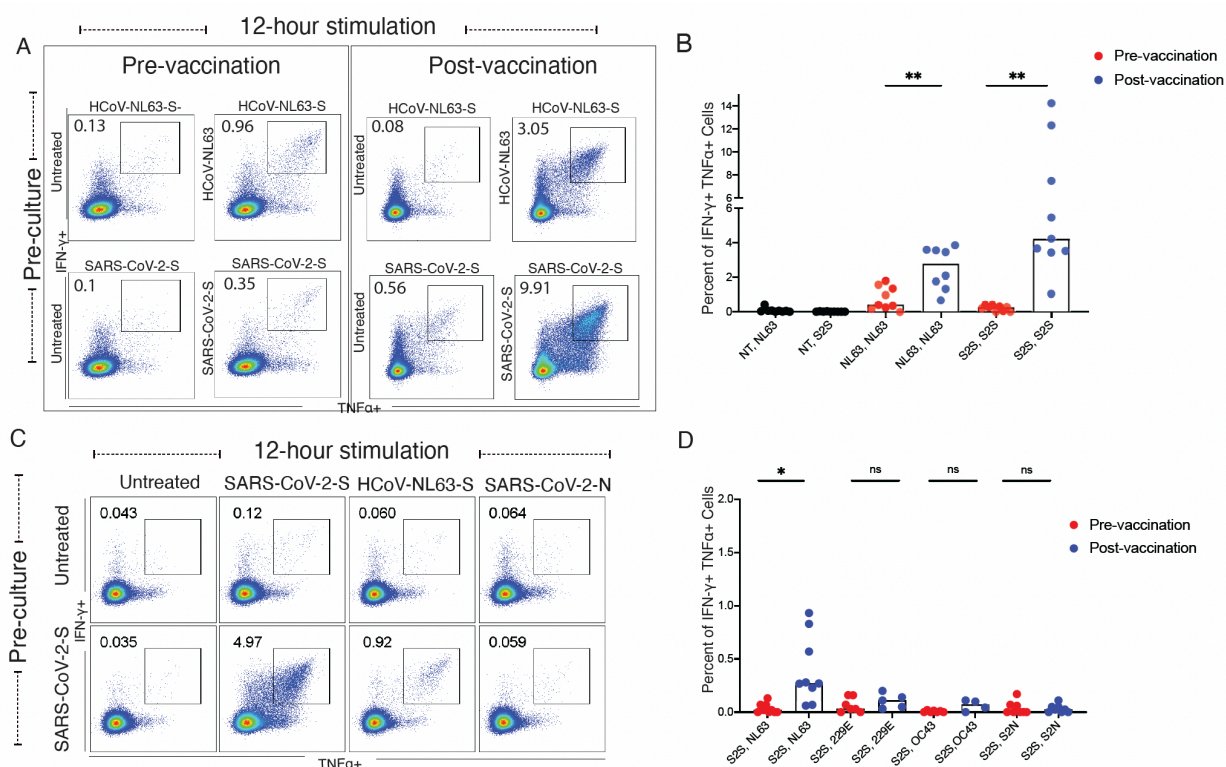 A
12-hour stimulation
Pre-vaccination
Post-vaccination
Pre-culture
HCoV-NL63-S-
HCoV-NL63-S
HCoV-NL63-S
HCoV-NL63-S
0.13
0.96
0.08
3.05
Untreated
HCoV-NL63
Untreated
HCoV-NL63
IFN-γ+
SARS-CoV-2-S
SARS-CoV-2-S
SARS-CoV-2-S
SARS-CoV-2-S
0.1
0.35
0.56
9.91
Untreated
SARS-CoV-2-S
Untreated
SARS-CoV-2-S
TNFα+
B
Pre-vaccination
Post-vaccination
** **
Percent of IFN-γ+ TNFα+ Cells
14
12
10
8
6
6
4
2
0
NT, NL63
NT, S2S
NL63, NL63
NL63, NL63
S2S, S2S
S2S, S2S
C
12-hour stimulation
Pre-culture
Untreated
SARS-CoV-2-S
HCoV-NL63-S
SARS-CoV-2-N
Untreated
0.043
0.12
0.060
0.064
IFN-γ+
SARS-CoV-2-S
0.035
4.97
0.92
0.059
TNFα+
D
* ns ns ns
Pre-vaccination
Post-vaccination
Percent of IFN-γ+ TNFα+ Cells
2.0
1.5
1.0
0.5
0.0
S2S, NL63
S2S, NL63
S2S, 229E
S2S, 229E
S2S, OC43
S2S, OC43
S2S, S2N
S2S, S2N